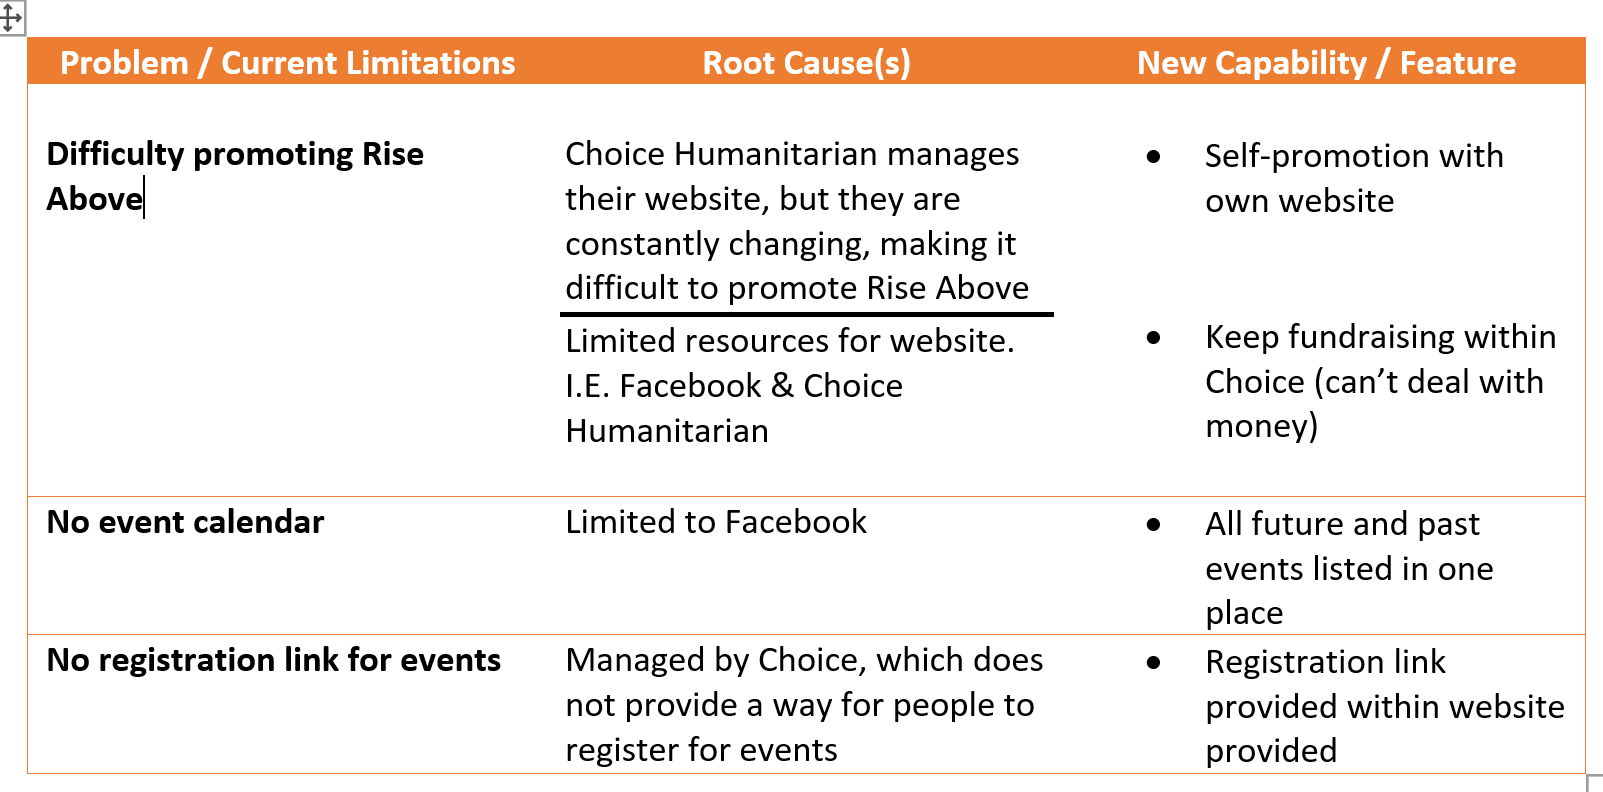 Problem / Current Limitations
Root Cause(s)
New Capability / Feature
Difficulty promoting Rise
Above
Choice Humanitarian manages
their website, but they are
constantly changing, making it
difficult to promote Rise Above
Limited resources for website.
I.E. Facebook & Choice
Humanitarian
• Self-promotion with
own website
• Keep fundraising within
Choice (can’t deal with
money)
No event calendar
Limited to Facebook
• All future and past
events listed in one
place
No registration link for events
Managed by Choice, which does
not provide a way for people to
register for events
• Registration link
provided within website
provided